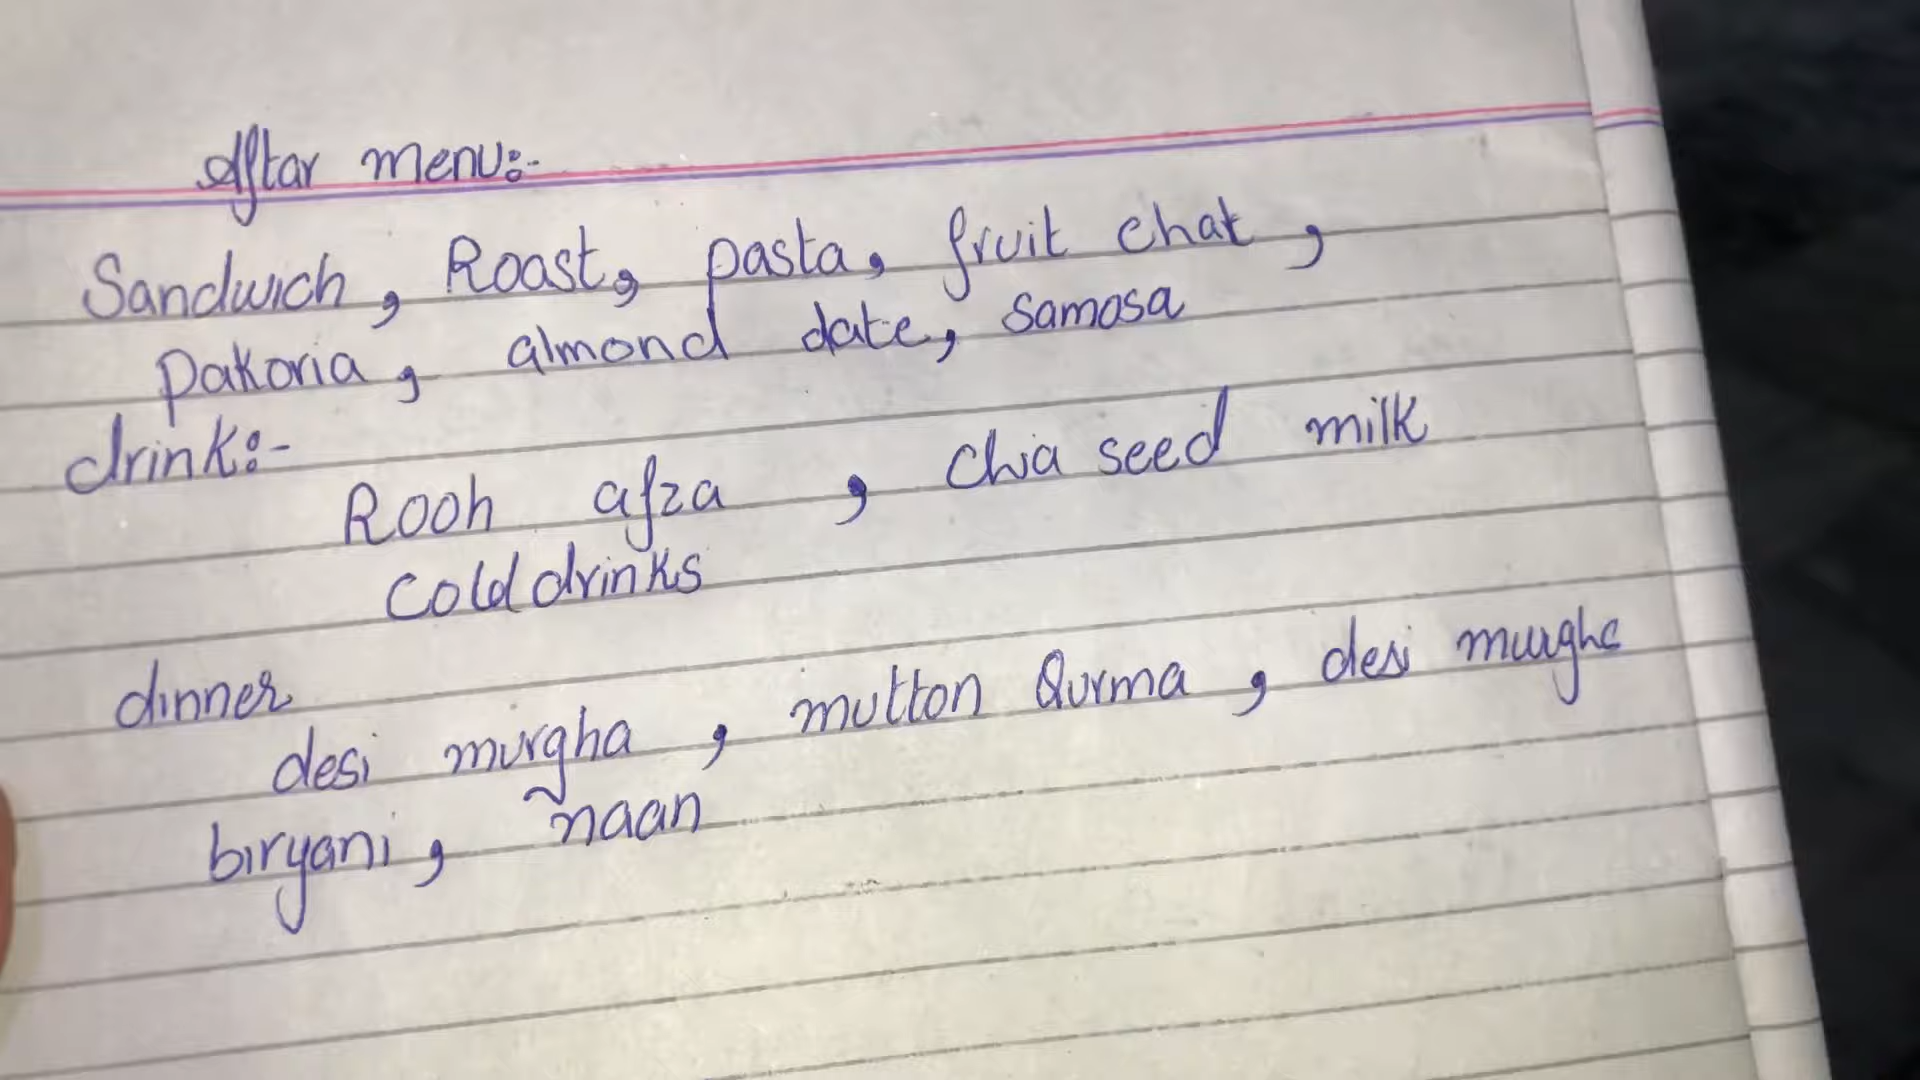 Aftar menu:-
Sandwich, Roast, pasta, fruit chat,
pakoria, almond date, samosa
drink:-
Rooh afza, Chia seed milk
cold drinks
dinner
desi murgha, mutton Qurma, desi murgha
biryani, naan